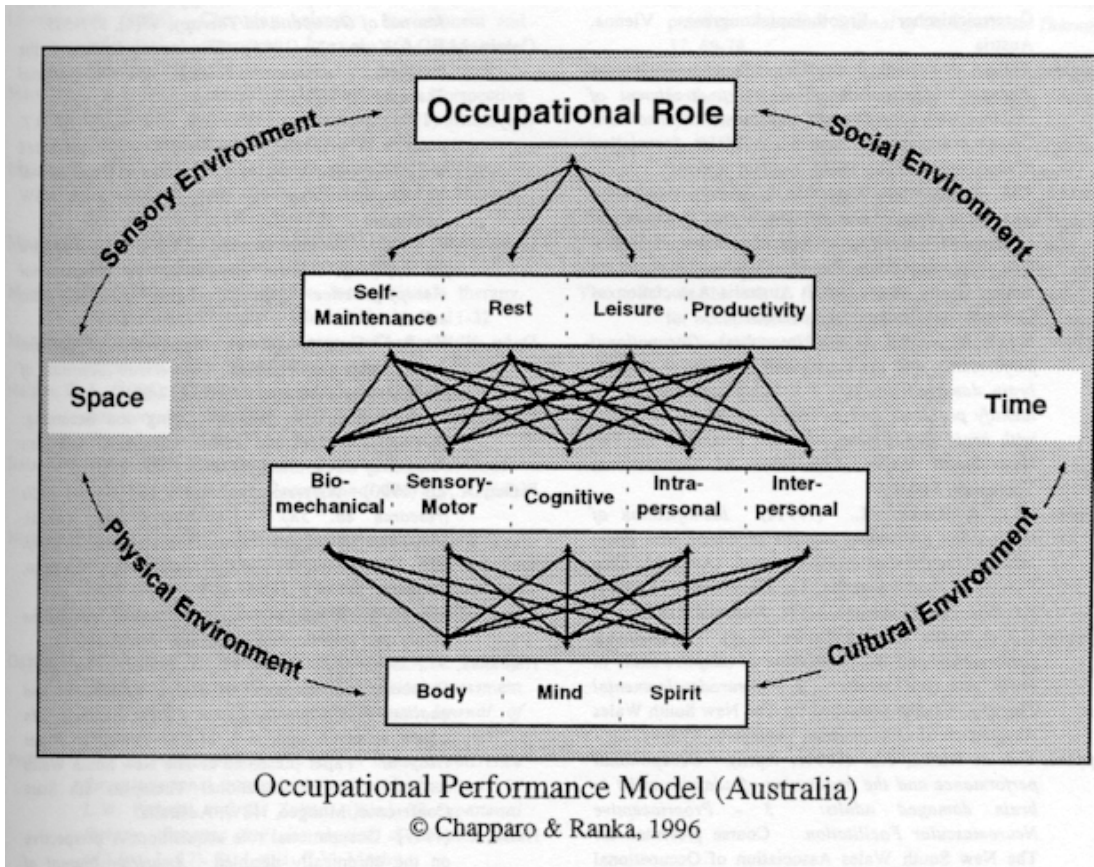 Occupational Role
Sensory Environment
Social Environment
Self-
Maintenance
Rest
Leisure
Productivity
Space
Time
Bio-
mechanical
Sensory-
Motor
Cognitive
Intra-
personal
Inter-
personal
Physical Environment
Cultural Environment
Body
Mind
Spirit
Occupational Performance Model (Australia)
© Chapparo & Ranka, 1996